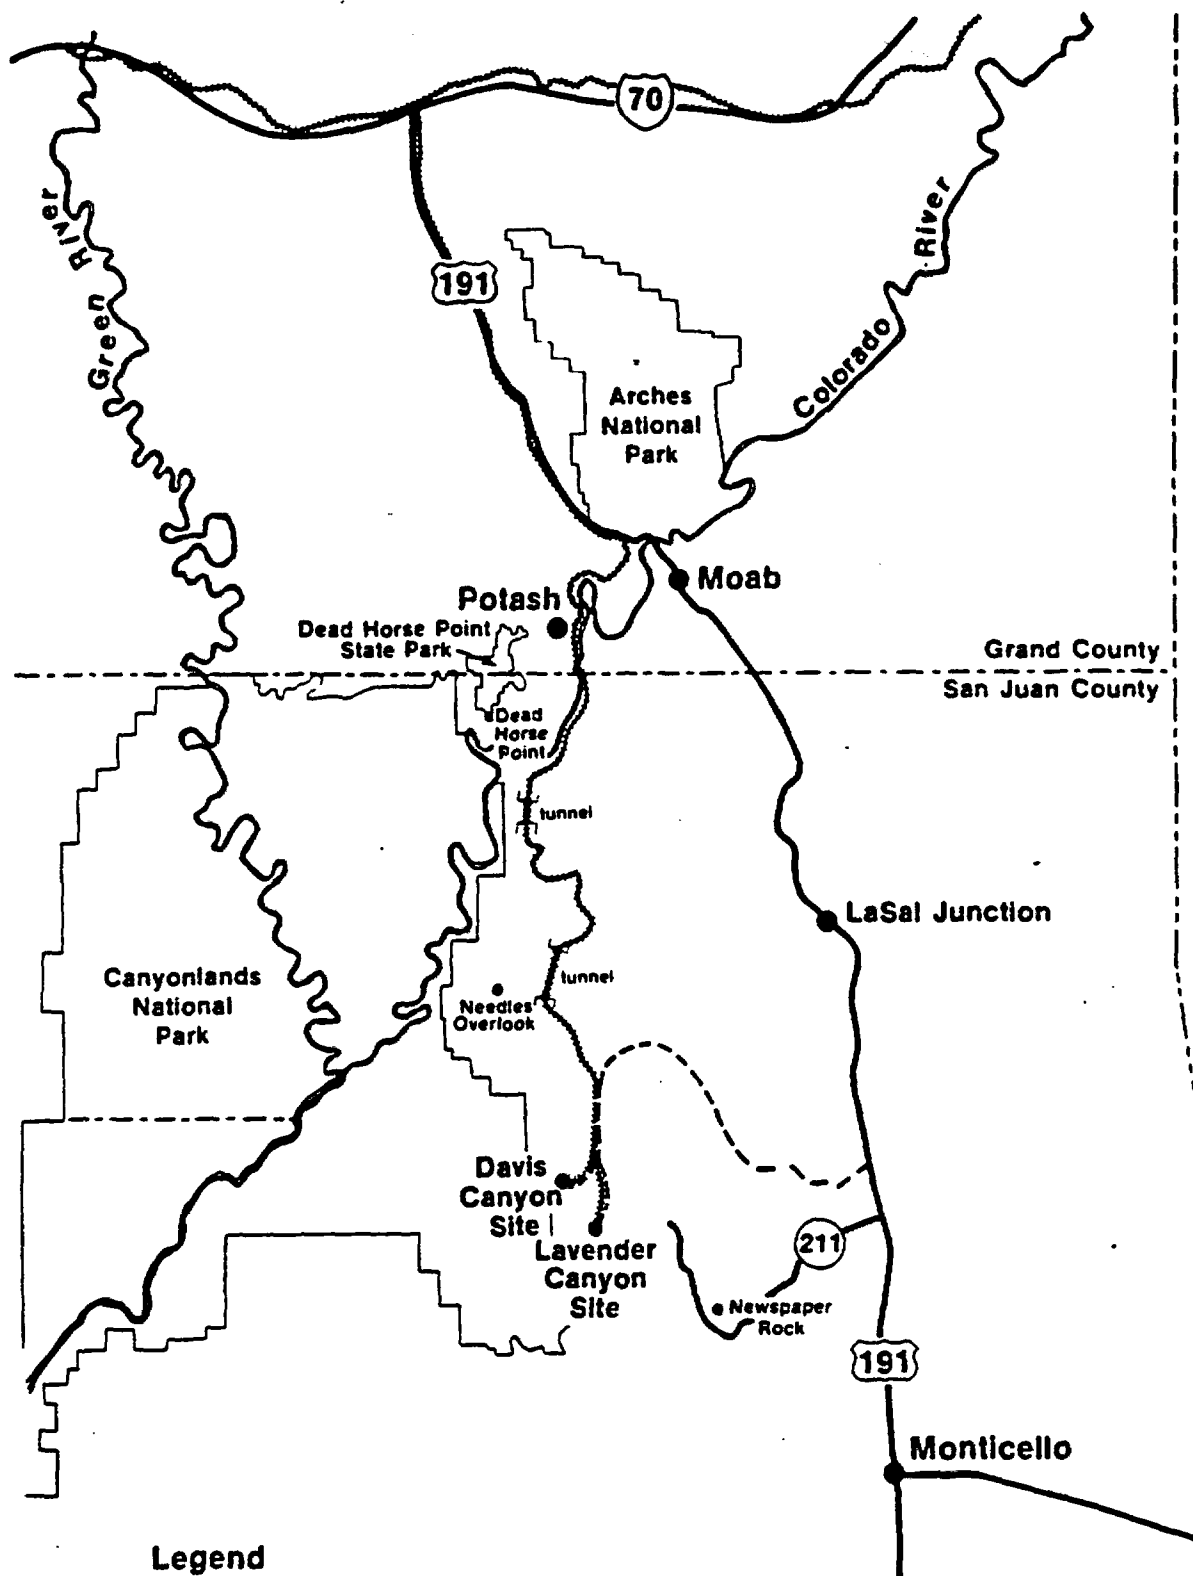 70
River
Green
191
River
Colorado
Arches
National
Park
Moab
Potash
Dead Horse Point
State Park
Grand County
San Juan County
Dead
Horse
Point
tunnel
LaSal Junction
Canyonlands
National
Park
tunnel
Needles
Overlook
Davis
Canyon
Site
Lavender
Canyon
Site
211
Newspaper
Rock
191
Monticello
Legend